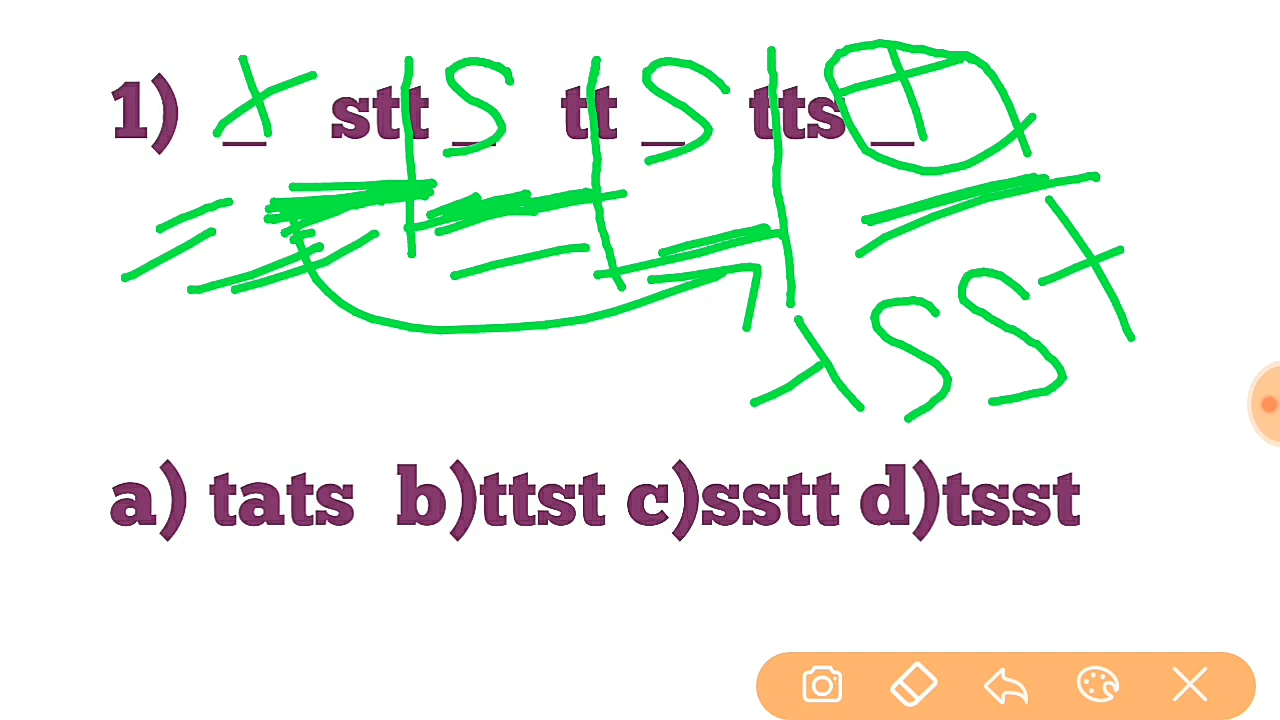 1) _ stt _ tt _ tts _
t s s t
t s s t
a) tats b)ttst c)sstt d)tsst